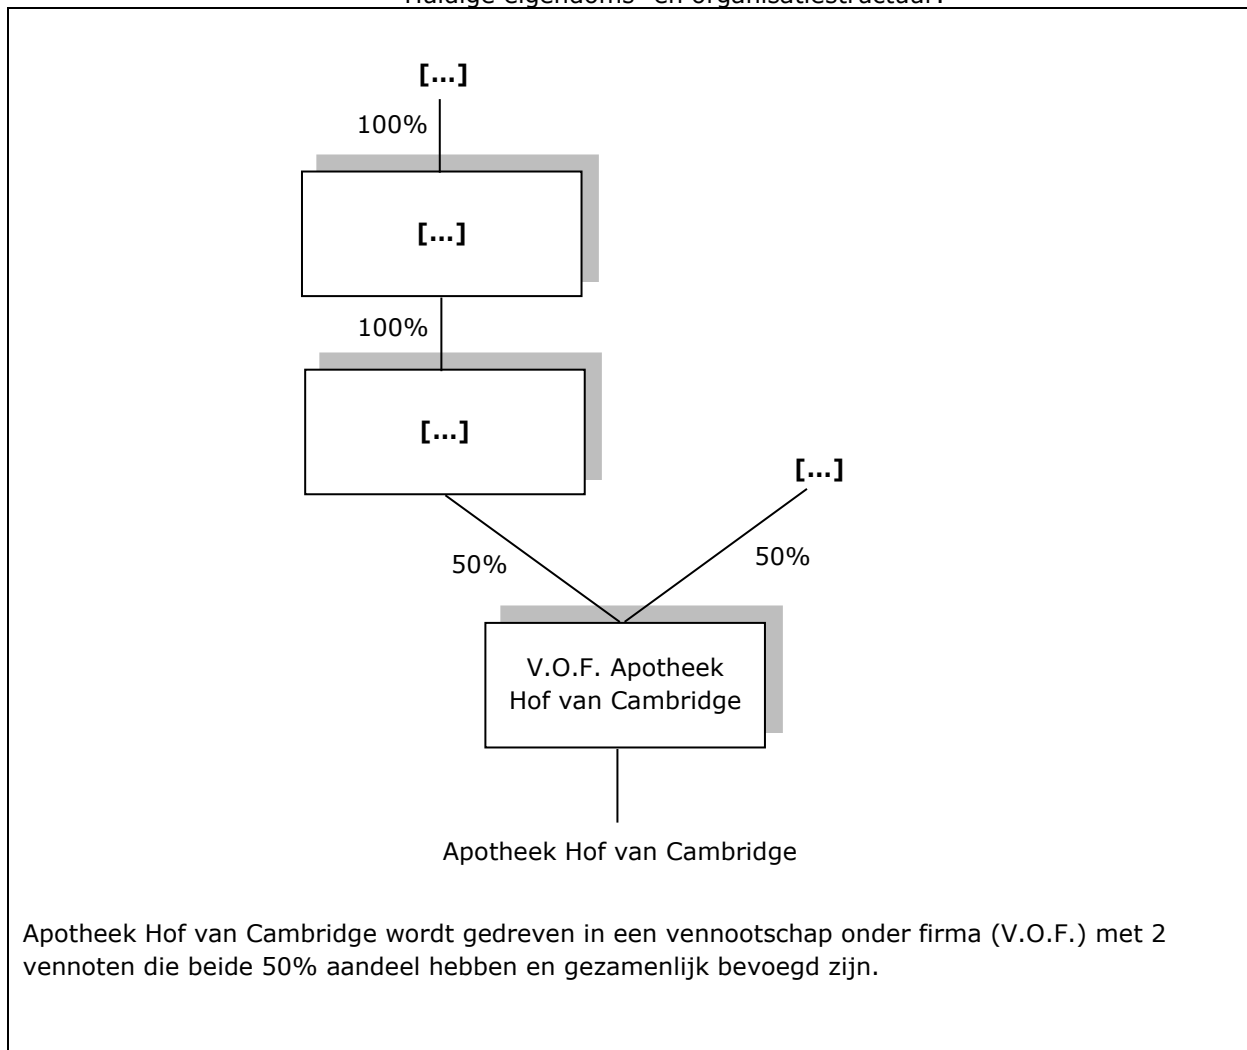 Huidige eigendoms- en organisatiestructuur:
[...]
100%
[...]
100%
[...]
[...]
50%
50%
V.O.F. Apotheek
Hof van Cambridge
Apotheek Hof van Cambridge
Apotheek Hof van Cambridge wordt gedreven in een vennootschap onder firma (V.O.F.) met 2
vennoten die beide 50% aandeel hebben en gezamenlijk bevoegd zijn.